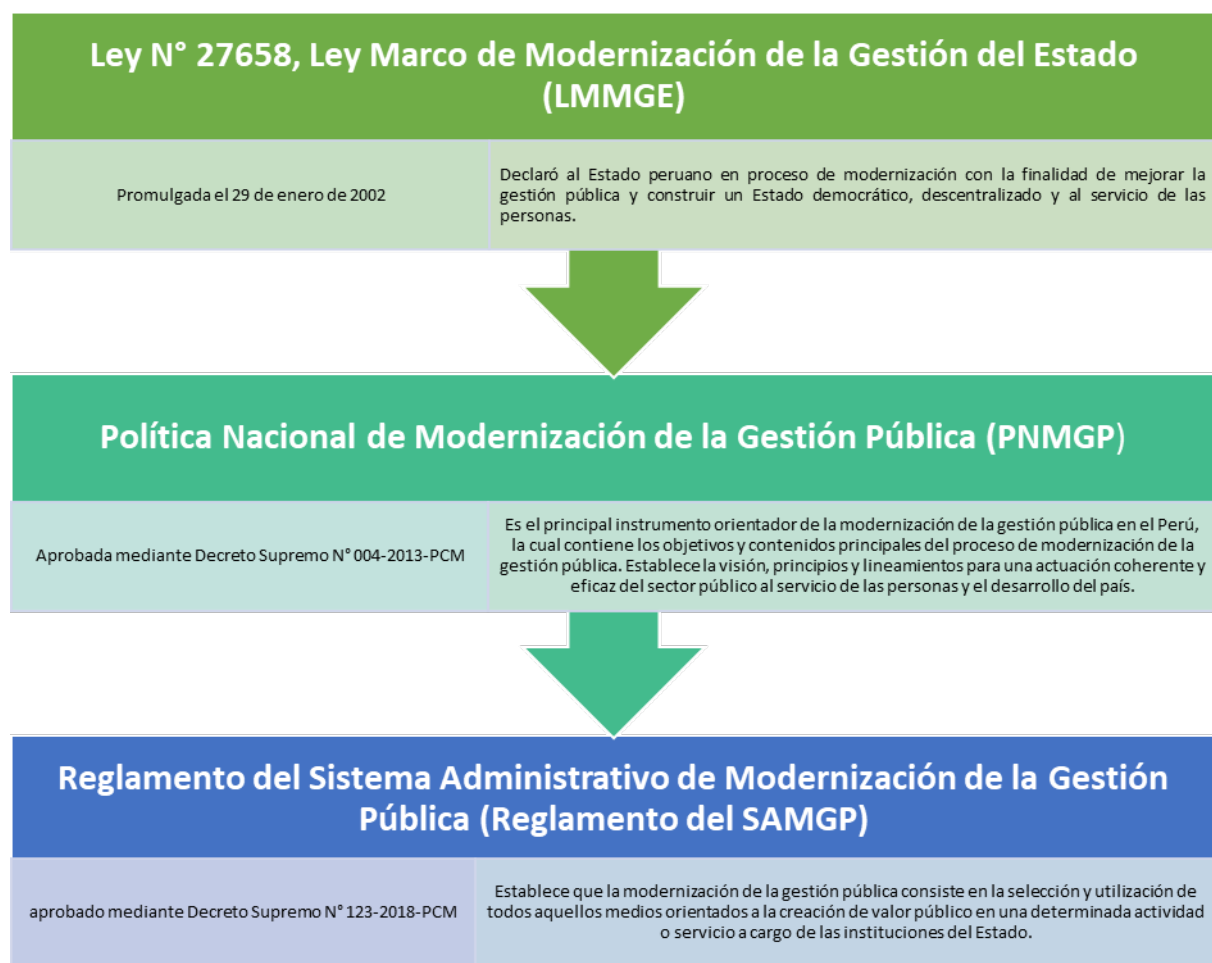 Ley N° 27658, Ley Marco de Modernización de la Gestión del Estado
(LMMGE)
Promulgada el 29 de enero de 2002
Declaró al Estado peruano en proceso de modernización con la finalidad de mejorar la
gestión pública y construir un Estado democrático, descentralizado y al servicio de las
personas.
Política Nacional de Modernización de la Gestión Pública (PNMGP)
Aprobada mediante Decreto Supremo N° 004-2013-PCM
Es el principal instrumento orientador de la modernización de la gestión pública en el Perú,
la cual contiene los objetivos y contenidos principales del proceso de modernización de la
gestión pública. Establece la visión, principios y lineamientos para una actuación coherente y
eficaz del sector público al servicio de las personas y el desarrollo del país.
Reglamento del Sistema Administrativo de Modernización de la Gestión
Pública (Reglamento del SAMGP)
aprobado mediante Decreto Supremo N° 123-2018-PCM
Establece que la modernización de la gestión pública consiste en la selección y utilización de
todos aquellos medios orientados a la creación de valor público en una determinada actividad
o servicio a cargo de las instituciones del Estado.